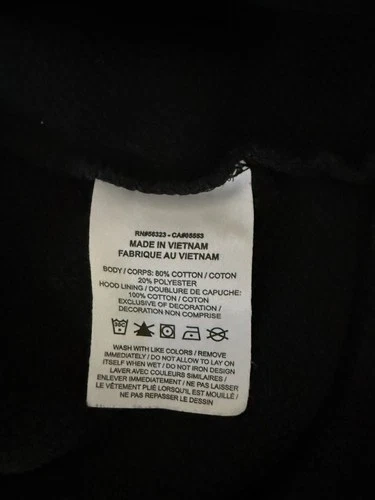 RN#56323 - CA#05553
MADE IN VIETNAM
FABRIQUE AU VIETNAM
BODY / CORPS: 80% COTTON / COTON
20% POLYESTER
HOOD LINING / DOUBLURE DE CAPUCHE:
100% COTTON / COTON
EXCLUSIVE OF DECORATION /
DECORATION NON COMPRISE
WASH WITH LIKE COLORS / REMOVE
IMMEDIATELY / DO NOT ALLOW TO LAY ON
ITSELF WHEN WET / DO NOT IRON DESIGN
LAVER AVEC COULEURS SIMILAIRES /
ENLEVER IMMEDIATEMENT / NE PAS LAISSER
LE VÊTEMENT PLIÉ LORSQU'IL EST MOUILLÉ /
NE PAS REPASSER LE DESSIN